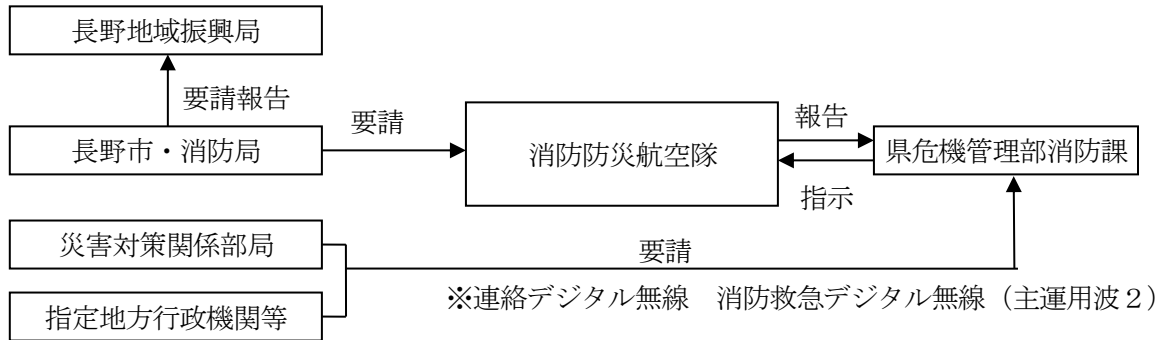 長野地域振興局
要請報告
長野市・消防局
要請
消防防災航空隊
報告
指示
県危機管理部消防課
災害対策関係部局
指定地方行政機関等
要請
※連絡デジタル無線　消防救急デジタル無線（主運用波２）